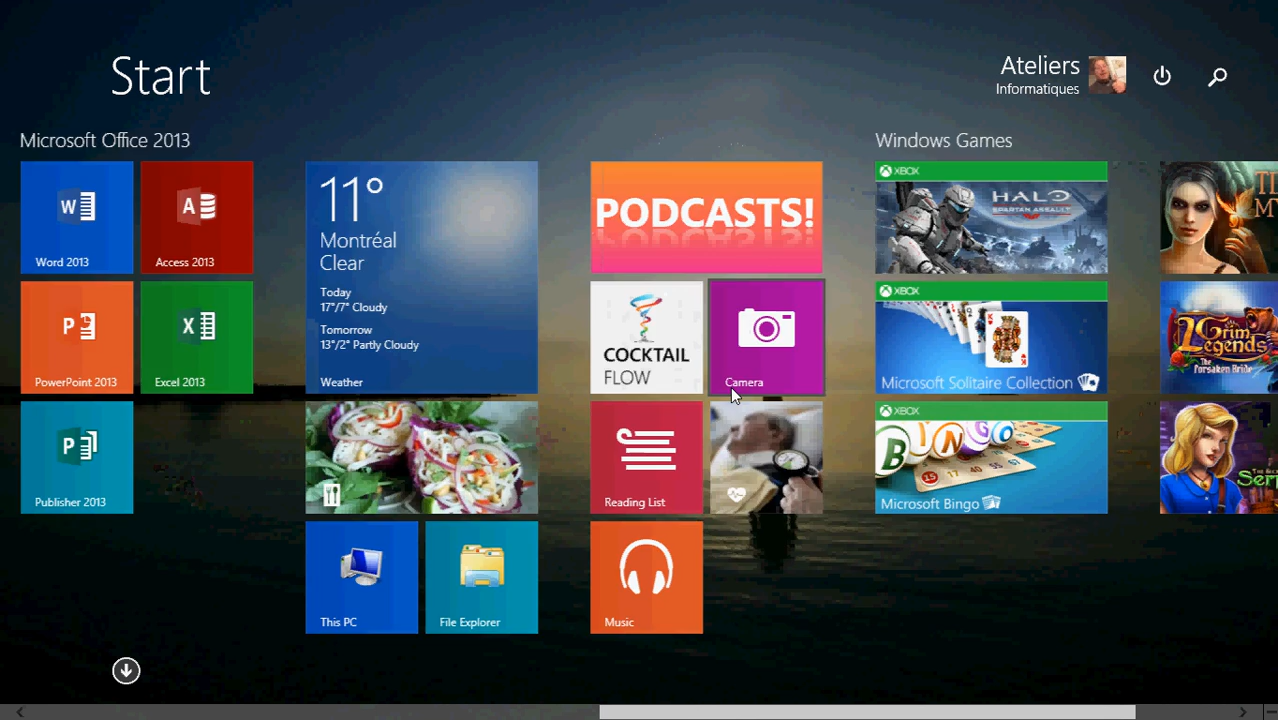 Start
Ateliers
Informatiques
Microsoft Office 2013
Windows Games
W
Word 2013
A
Access 2013
P
PowerPoint 2013
X
Excel 2013
P
Publisher 2013
11°
Montréal
Clear
Today
17°/7° Cloudy
Tomorrow
13°/2° Partly Cloudy
Weather
This PC
File Explorer
PODCASTS!
COCKTAIL
FLOW
Camera
Reading List
Music
XBOX
HALO
SPARTAN ASSAULT
XBOX
Microsoft Solitaire Collection
XBOX
BINGO
Microsoft Bingo
Grim
Legends
The Forsaken Bride